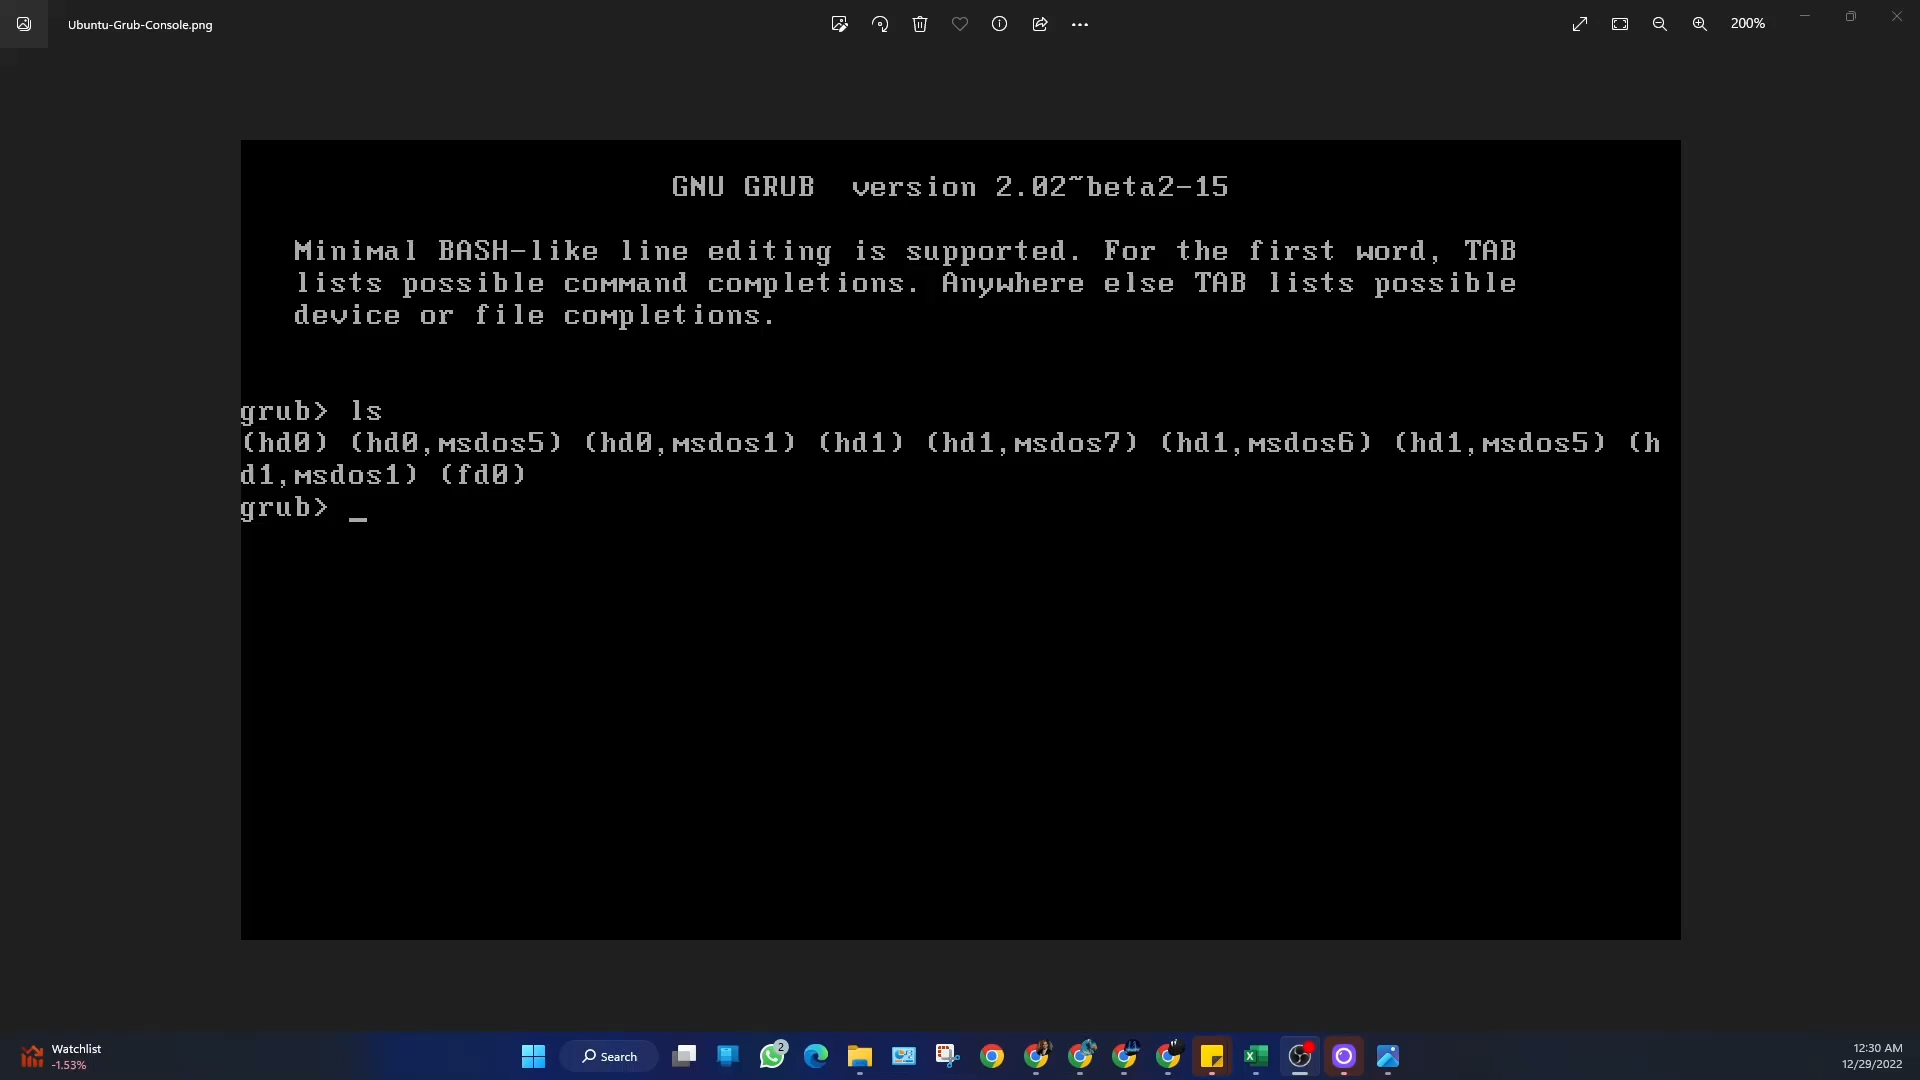 Ubuntu-Grub-Console.png
200%
GNU GRUB  version 2.02~beta2-15
Minimal BASH-like line editing is supported. For the first word, TAB
lists possible command completions. Anywhere else TAB lists possible
device or file completions.
grub> ls
(hd0) (hd0,msdos5) (hd0,msdos1) (hd1) (hd1,msdos7) (hd1,msdos6) (hd1,msdos5) (h
d1,msdos1) (fd0)
grub> _
Watchlist
-1.53%
Search
2
12:30 AM
12/29/2022